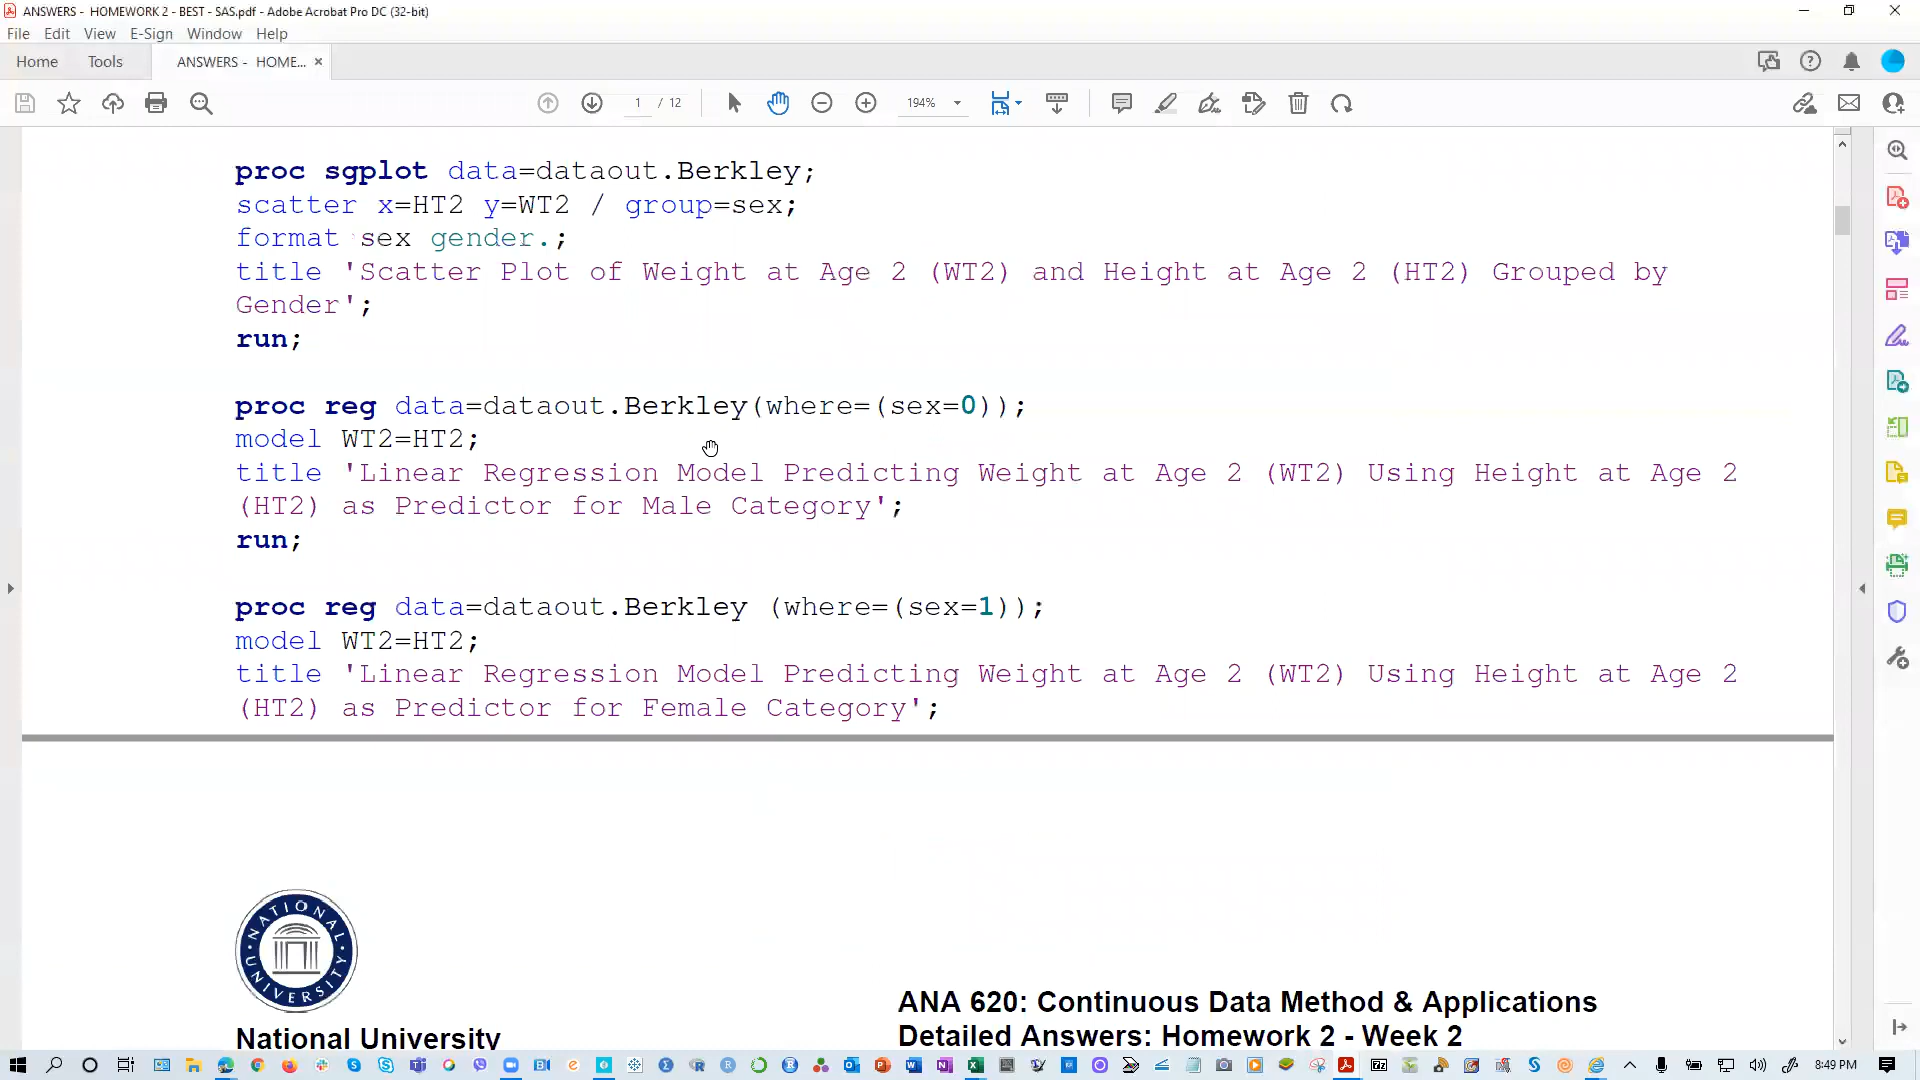 ANSWERS -  HOMEWORK 2 - BEST - SAS.pdf - Adobe Acrobat Pro DC (32-bit)
File Edit View E-Sign Window Help
Home Tools ANSWERS -  HOME...
1 / 12 194%
proc sgplot data=dataout.Berkley;
scatter x=HT2 y=WT2 / group=sex;
format sex gender.;
title 'Scatter Plot of Weight at Age 2 (WT2) and Height at Age 2 (HT2) Grouped by
Gender';
run;
proc reg data=dataout.Berkley(where=(sex=0));
model WT2=HT2;
title 'Linear Regression Model Predicting Weight at Age 2 (WT2) Using Height at Age 2
(HT2) as Predictor for Male Category';
run;
proc reg data=dataout.Berkley (where=(sex=1));
model WT2=HT2;
title 'Linear Regression Model Predicting Weight at Age 2 (WT2) Using Height at Age 2
(HT2) as Predictor for Female Category';
NATIONAL UNIVERSITY
ANA 620: Continuous Data Method & Applications
National University
Detailed Answers: Homework 2 - Week 2
8:49 PM